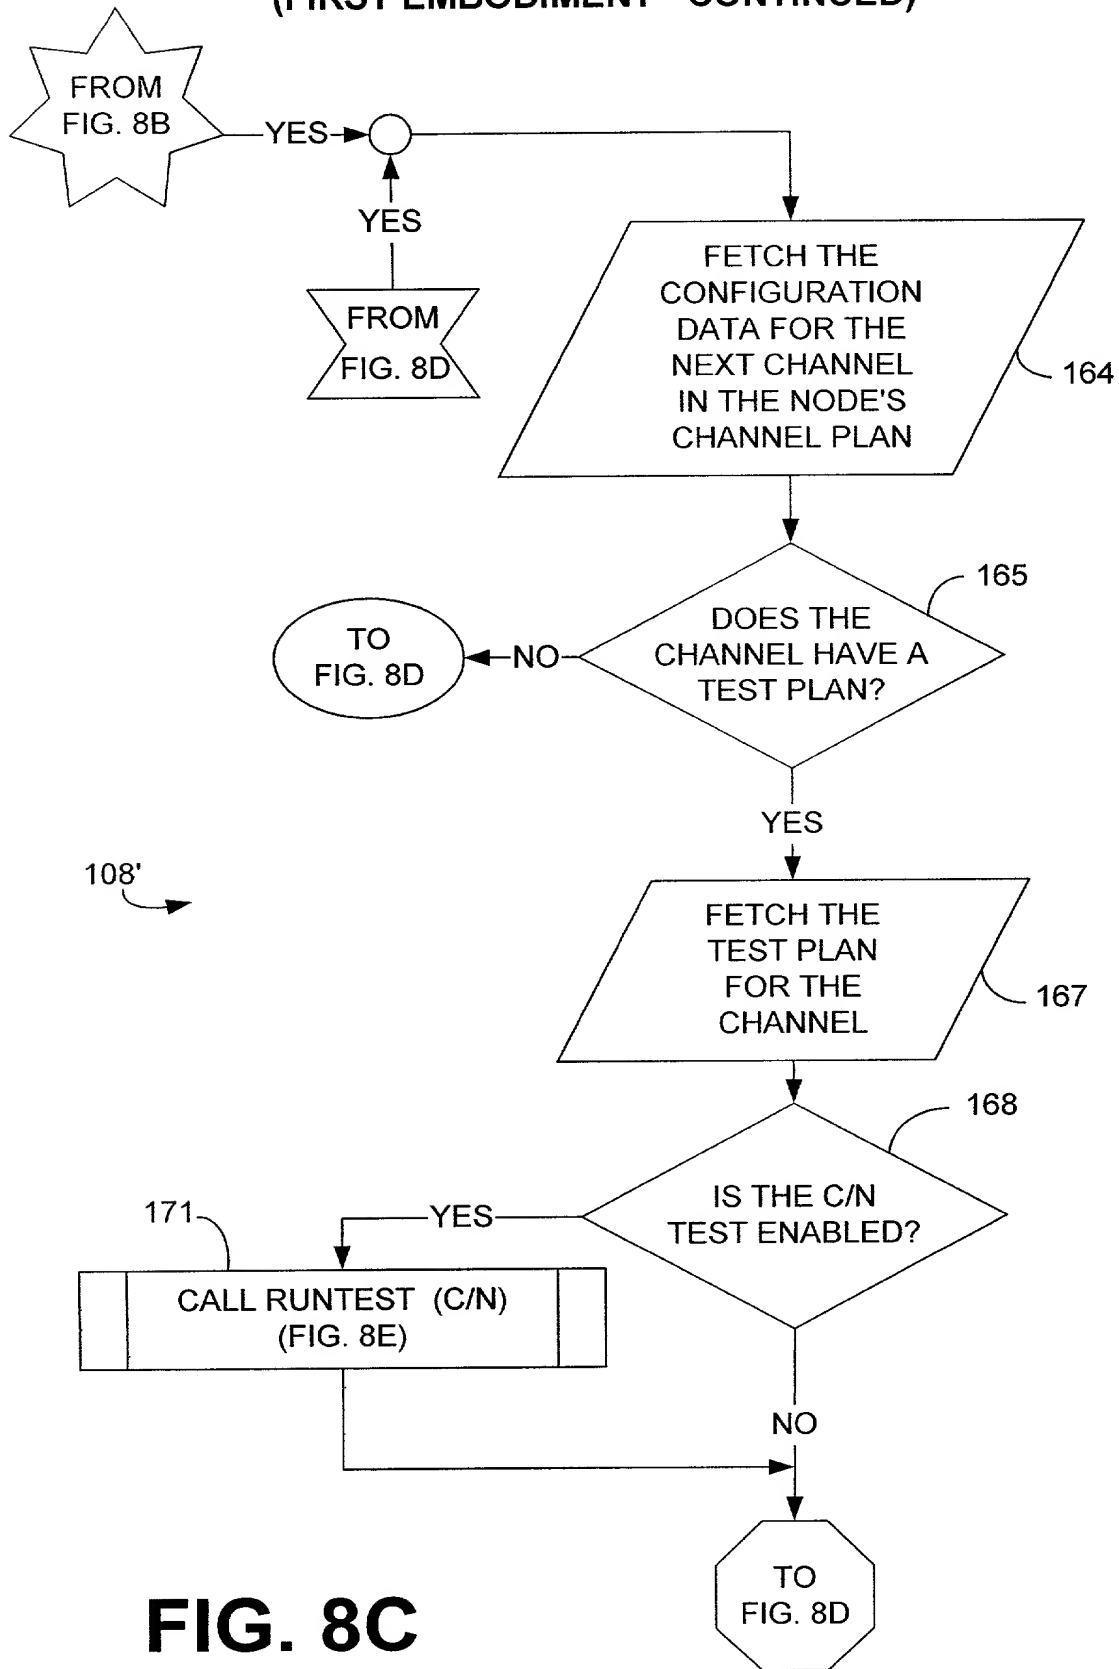 (FIRST EMBODIMENT - CONTINUED)
FROM
FIG. 8B
YES
YES
FROM
FIG. 8D
FETCH THE
CONFIGURATION
DATA FOR THE
NEXT CHANNEL
IN THE NODE'S
CHANNEL PLAN
164
165
DOES THE
CHANNEL HAVE A
TEST PLAN?
NO
TO
FIG. 8D
YES
108'
FETCH THE
TEST PLAN
FOR THE
CHANNEL
167
168
IS THE C/N
TEST ENABLED?
YES
171
CALL RUNTEST (C/N)
(FIG. 8E)
NO
TO
FIG. 8D
FIG. 8C